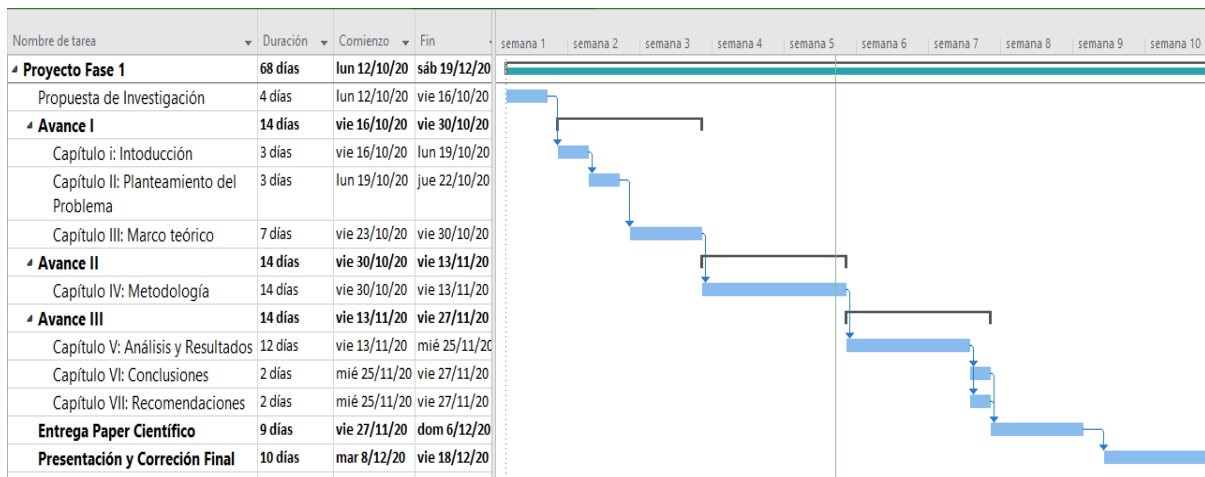 Nombre de tarea Duración Comienzo Fin semana 1 semana 2 semana 3 semana 4 semana 5 semana 6 semana 7 semana 8 semana 9 semana 10
Proyecto Fase 1 68 días lun 12/10/20 sáb 19/12/20
Propuesta de Investigación 4 días lun 12/10/20 vie 16/10/20
Avance I 14 días vie 16/10/20 vie 30/10/20
Capítulo i: Intoducción 3 días vie 16/10/20 lun 19/10/20
Capítulo II: Planteamiento del 3 días lun 19/10/20 jue 22/10/20
Problema
Capítulo III: Marco teórico 7 días vie 23/10/20 vie 30/10/20
Avance II 14 días vie 30/10/20 vie 13/11/20
Capítulo IV: Metodología 14 días vie 30/10/20 vie 13/11/20
Avance III 14 días vie 13/11/20 vie 27/11/20
Capítulo V: Análisis y Resultados 12 días vie 13/11/20 mié 25/11/20
Capítulo VI: Conclusiones 2 días mié 25/11/20 vie 27/11/20
Capítulo VII: Recomendaciones 2 días mié 25/11/20 vie 27/11/20
Entrega Paper Científico 9 días vie 27/11/20 dom 6/12/20
Presentación y Correción Final 10 días mar 8/12/20 vie 18/12/20